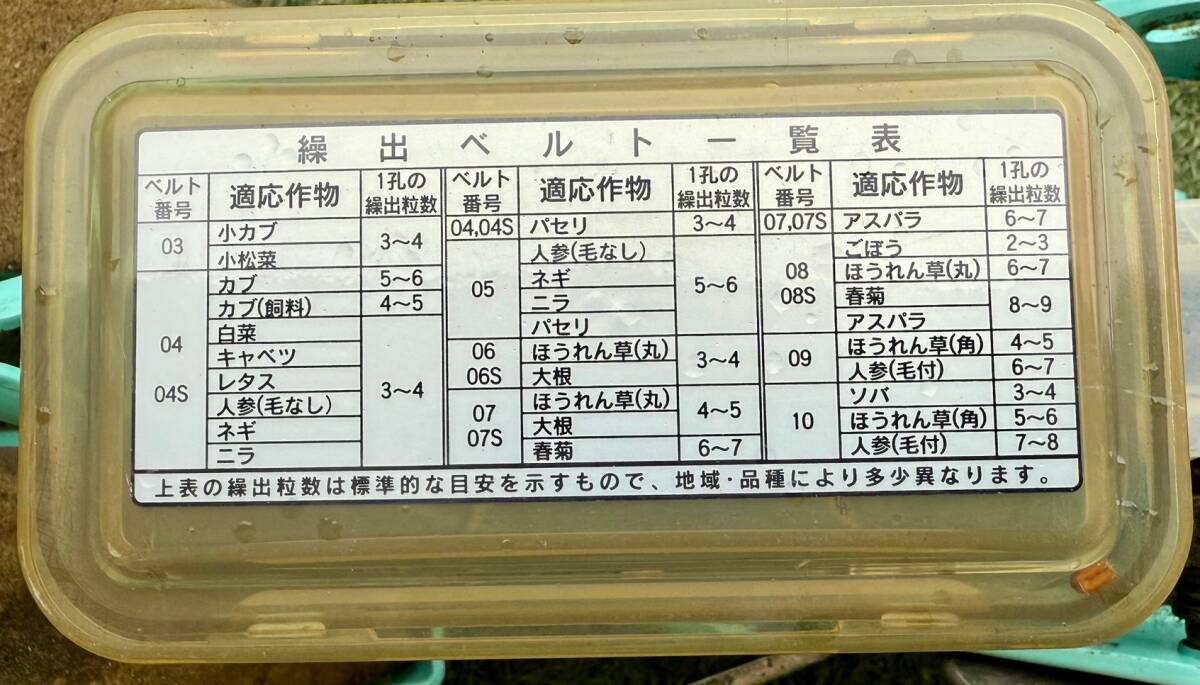 繰出ベルト一覧表
ベルト番号 適応作物 1孔の繰出粒数
03 小カブ 3〜4
小松菜
04 04S カブ 5〜6
カブ(飼料) 4〜5
白菜 3〜4
キャベツ
レタス
人参(毛なし)
ネギ
ニラ
ベルト番号 適応作物 1孔の繰出粒数
04,04S パセリ 3〜4
05 人参(毛なし) 5〜6
ネギ
ニラ
パセリ
06 06S ほうれん草(丸) 3〜4
大根
07 07S ほうれん草(丸) 4〜5
大根
春菊 6〜7
ベルト番号 適応作物 1孔の繰出粒数
07,07S アスパラ 6〜7
08 08S ごぼう 2〜3
ほうれん草(丸) 6〜7
春菊 8〜9
アスパラ
09 ほうれん草(角) 4〜5
人参(毛付) 6〜7
10 ソバ 3〜4
ほうれん草(角) 5〜6
人参(毛付) 7〜8
上表の繰出粒数は標準的な目安を示すもので、地域・品種により多少異なります。